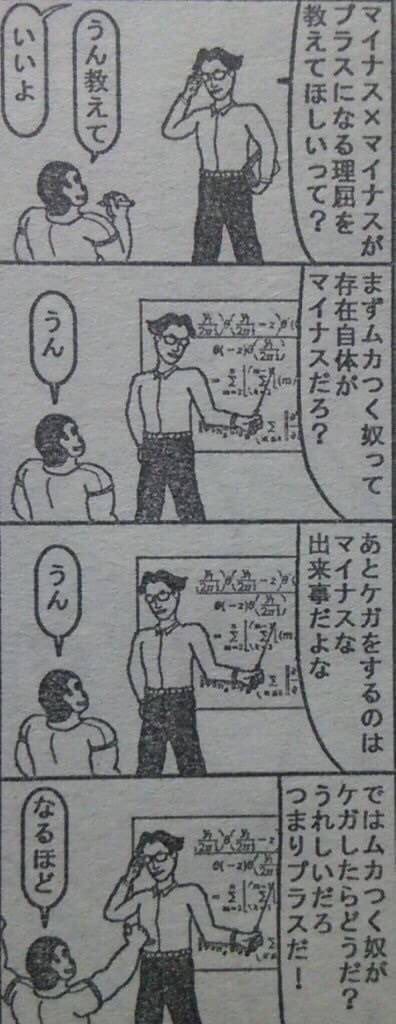 マイナス×マイナスが
プラスになる理屈を
教えてほしいって？
うん教えて
いいよ
まずムカつく奴って
存在自体が
マイナスだろ？
うん
あとケガをするのは
マイナスな
出来事だよな
うん
ではムカつく奴が
ケガしたらどうだ？
うれしいだろ
つまりプラスだ！
なるほど